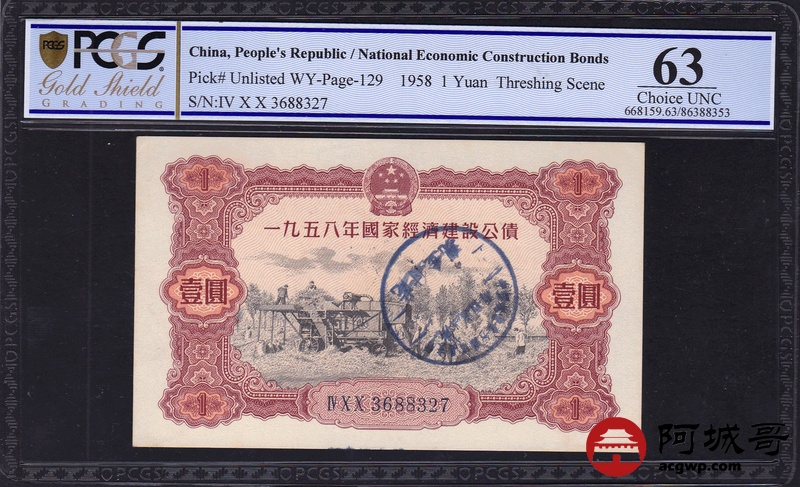 PCGS
Gold Shield
GRADING
China, People's Republic / National Economic Construction Bonds
Pick# Unlisted WY-Page-129 1958 1 Yuan Threshing Scene
S/N:IV X X 3688327
63
Choice UNC
668159.63/86388353
1
1
一九五八年國家經濟建設公債
壹圓
壹圓
ⅣXX 3688327
1
1
阿城哥
acgwp.com